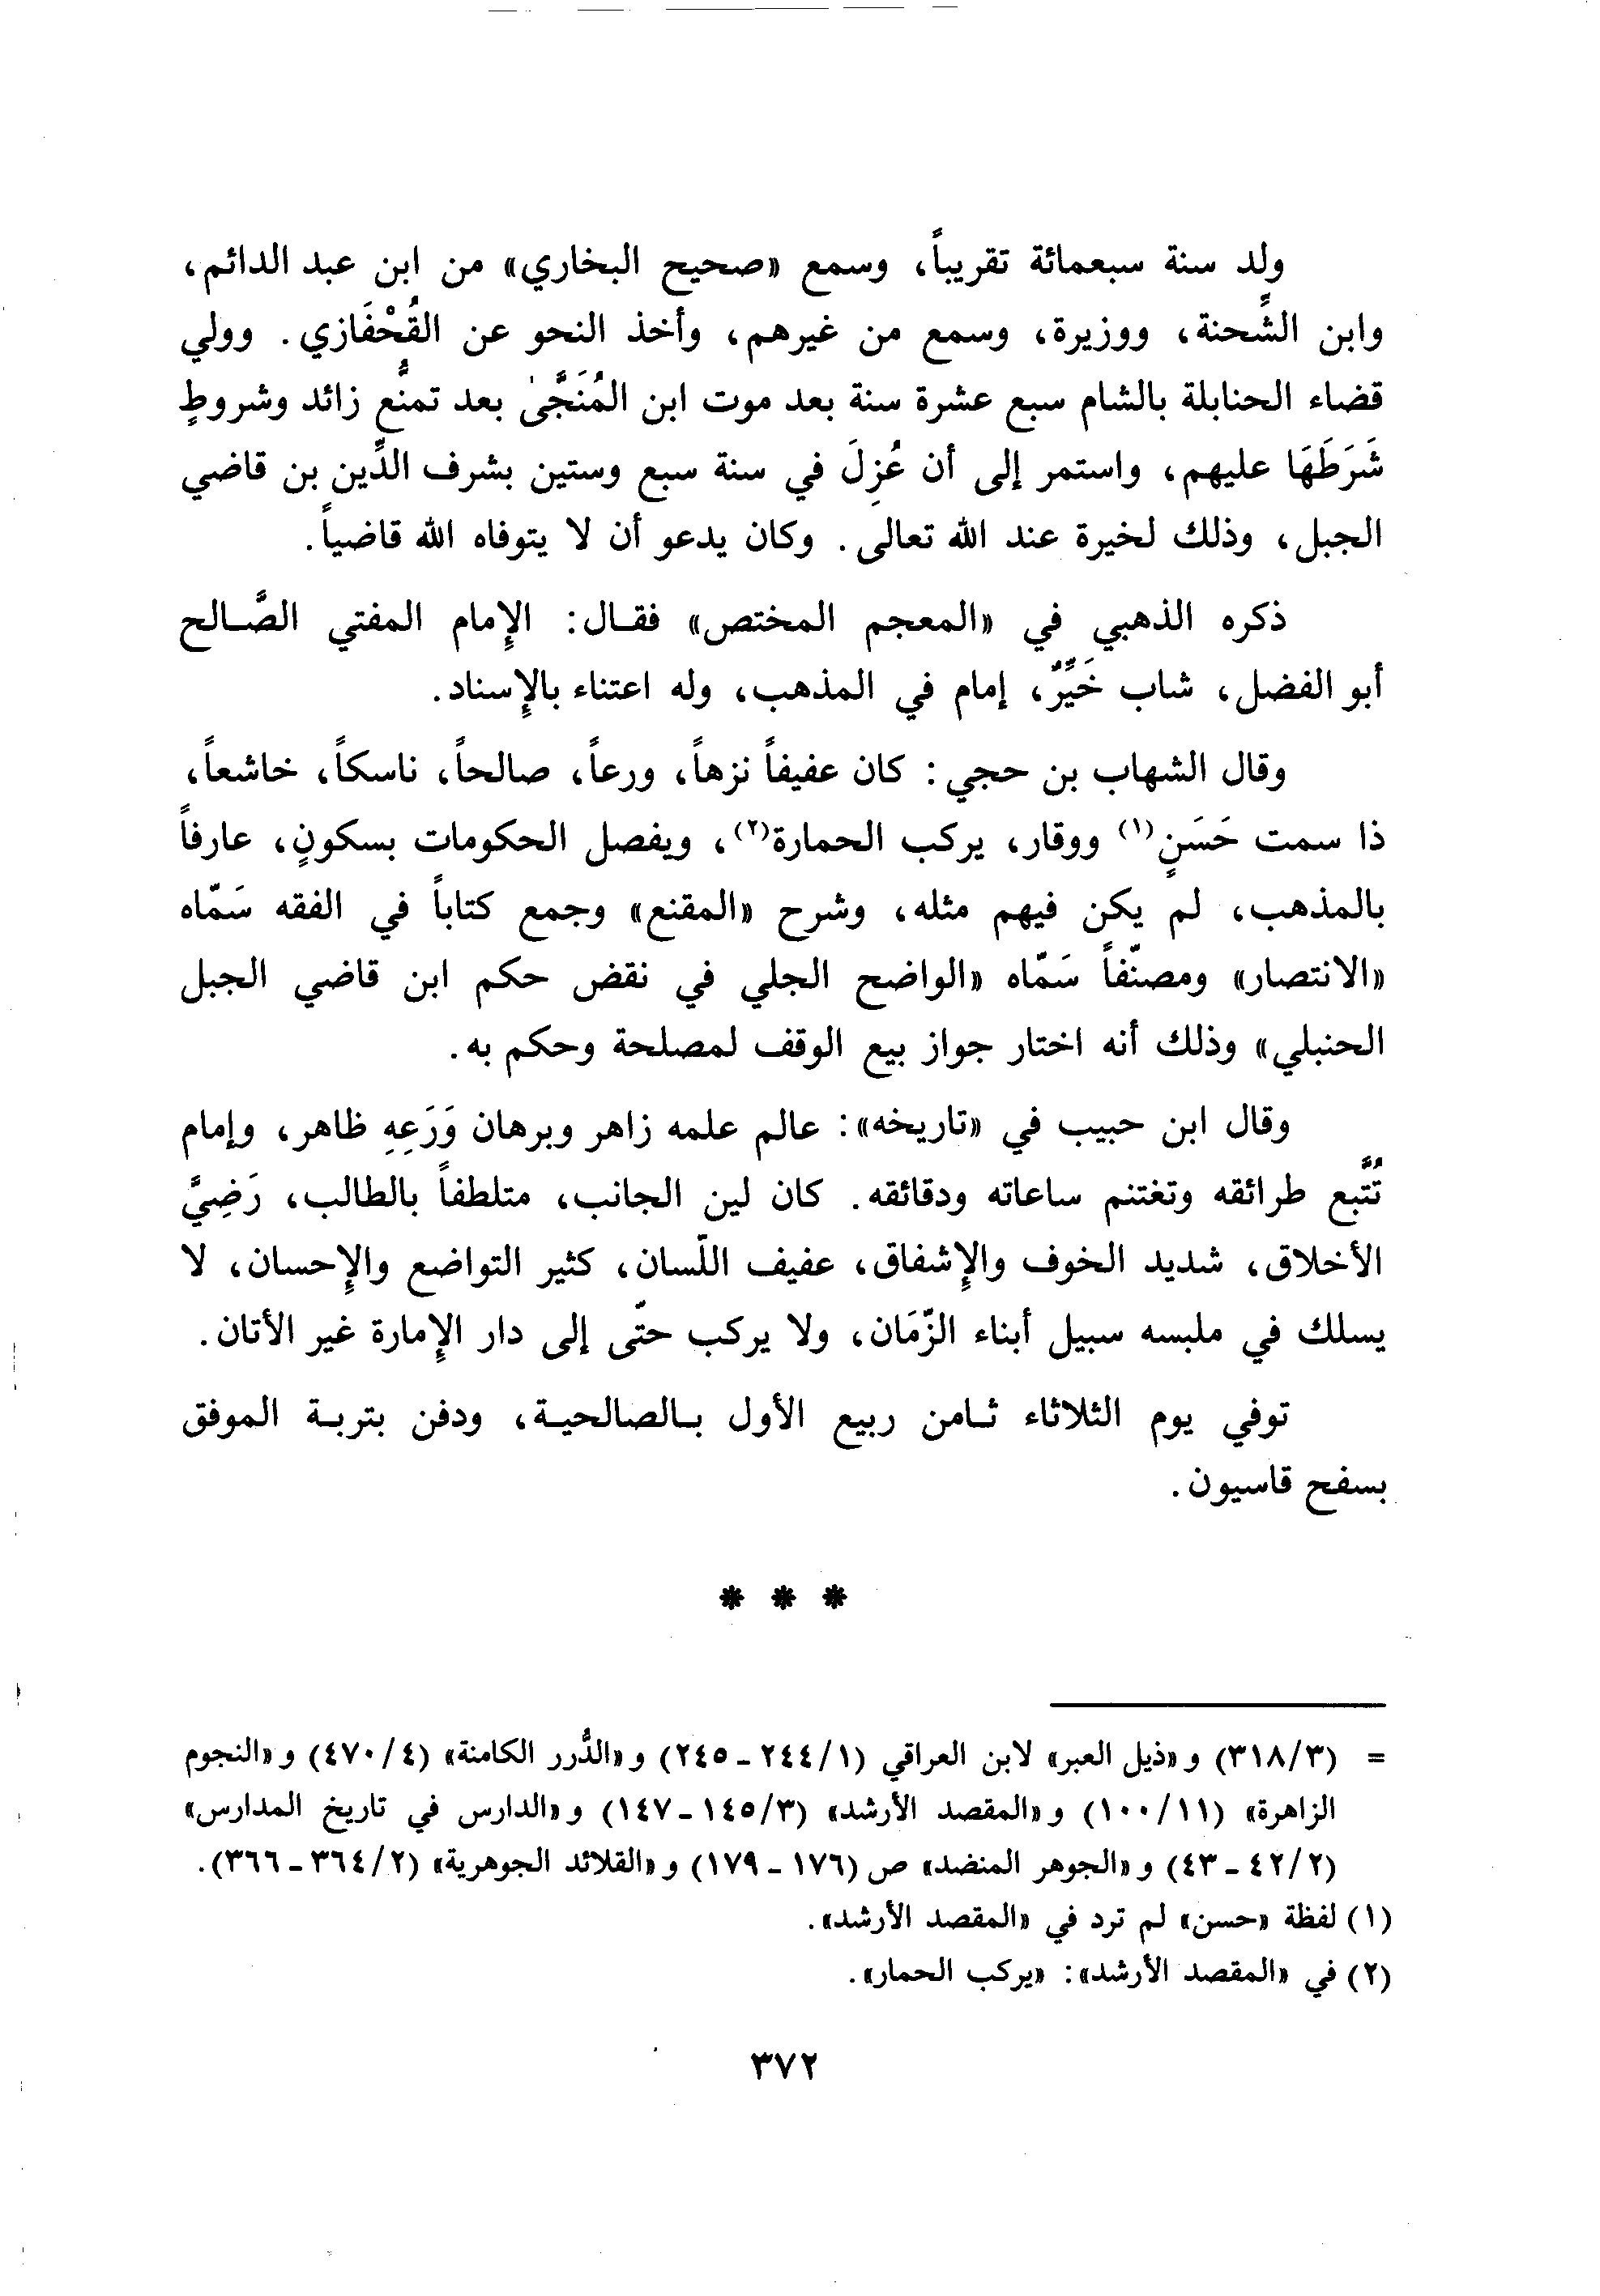 ولد سنة سبعمائة تقريباً، وسمع «صحيح البخاري» من ابن عبد الدائم،
وابن الشِّحنة، ووزيرة، وسمع من غيرهم، وأخذ النحو عن القُحْفَازي. وولي
قضاء الحنابلة بالشام سبع عشرة سنة بعد موت ابن المُنَجَّىٰ بعد تمنُّع زائد وشروطٍ
شَرَطَهَا عليهم، واستمر إلى أن عُزِلَ في سنة سبع وستين بشرف الدِّين بن قاضي
الجبل، وذلك لخيرة عند الله تعالى. وكان يدعو أن لا يتوفاه الله قاضياً.
ذكره الذهبي في «المعجم المختص» فقـال: الإمام المفتي الصَّـالح
أبو الفضل، شاب خَيِّرٌ، إمام في المذهب، وله اعتناء بالإسناد.
وقال الشهاب بن حجي: كان عفيفاً نزهاً، ورعاً، صالحاً، ناسكاً، خاشعاً،
ذا سمت حَسَنٍ(١) ووقار، يركب الحمارة(٢)، ويفصل الحكومات بسكونٍ، عارفاً
بالمذهب، لم يكن فيهم مثله، وشرح «المقنع» وجمع كتاباً في الفقه سَمّاه
«الانتصار» ومصنّفاً سَمّاه «الواضح الجلي في نقض حكم ابن قاضي الجبل
الحنبلي» وذلك أنه اختار جواز بيع الوقف لمصلحة وحكم به.
وقال ابن حبيب في «تاريخه»: عالم علمه زاهر وبرهان وَرَعِهِ ظاهر، وإمام
تُتَّبع طرائقه وتغتنم ساعاته ودقائقه. كان لين الجانب، متلطفاً بالطالب، رَضِيَّ
الأخلاق، شديد الخوف والإشفاق، عفيف اللّسان، كثير التواضع والإحسان، لا
يسلك في ملبسه سبيل أبناء الزّمَان، ولا يركب حتّى إلى دار الإمارة غير الأتان.
توفي يوم الثلاثاء ثـامن ربيع الأول بـالصالحيـة، ودفن بتربـة الموفق
بسفح قاسيون.
* * *
= (٣١٨/٣) و«ذيل العبر» لابن العراقي (٢٤٤/١ - ٢٤٥) و«الدُّرر الكامنة» (٤٧٠/٤) و«النجوم
الزاهرة» (١٠٠/١١) و«المقصد الأرشد» (١٤٥/٣ - ١٤٧) و«الدارس في تاريخ المدارس»
(٤٢/٢ - ٤٣) و«الجوهر المنضد» ص (١٧٦ - ١٧٩) و«القلائد الجوهرية» (٣٦٤/٢ - ٣٦٦).
(١) لفظة «حسن» لم ترد في «المقصد الأرشد».
(٢) في «المقصد الأرشد»: «يركب الحمار».
٣٧٢